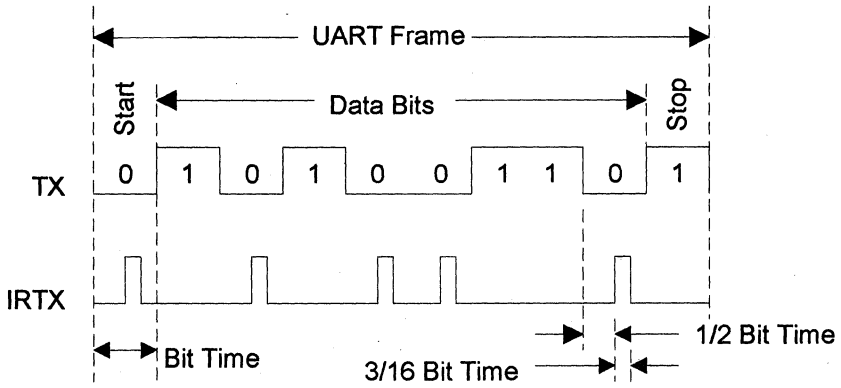 UART Frame
Start
Data Bits
Stop
TX
0 1 0 1 0 0 1 1 0 1
IRTX
Bit Time
1/2 Bit Time
3/16 Bit Time